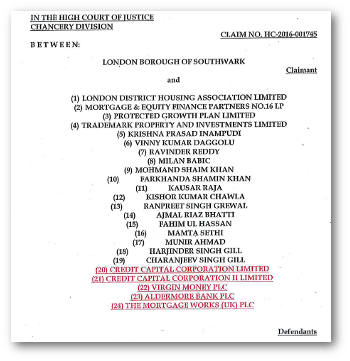 IN THE HIGH COURT OF JUSTICE
CHANCERY DIVISION
CLAIM NO. HC-2016-001745
B E T W E E N:
LONDON BOROUGH OF SOUTHWARK
Claimant
and
(1) LONDON DISTRICT HOUSING ASSOCIATION LIMITED
(2) MORTGAGE & EQUITY FINANCE PARTNERS NO.16 LP
(3) PROTECTED GROWTH PLAN LIMITED
(4) TRADEMARK PROPERTY AND INVESTMENTS LIMITED
(5) KRISHNA PRASAD INAMPUDI
(6) VINNY KUMAR DAGGOLU
(7) RAVINDER REDDY
(8) MILAN BABIC
(9) MOHMAND SHAIM KHAN
(10) FARKHANDA SHAMIN KHAN
(11) KAUSAR RAJA
(12) KISHOR KUMAR CHAWLA
(13) RANPREET SINGH GREWAL
(14) AJMAL RIAZ BHATTI
(15) FAHIM UL HASSAN
(16) MAMTA SETHI
(17) MUNIR AHMAD
(18) HARJINDER SINGH GILL
(19) CHARANJEEV SINGH GILL
(20) CREDIT CAPITAL CORPORATION LIMITED
(21) CREDIT CAPITAL CORPORATION II LIMITED
(22) VIRGIN MONEY PLC
(23) ALDERMORE BANK PLC
(24) THE MORTGAGE WORKS (UK) PLC
Defendants